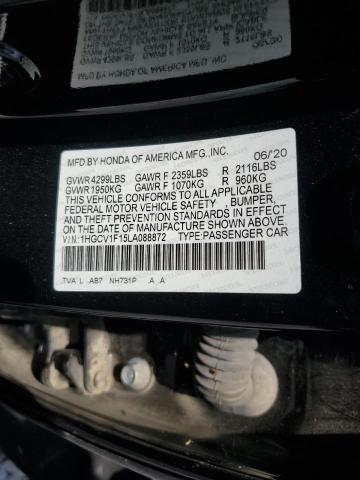 MFD.BY HONDA OF AMERICA MFG.,INC. 06/20
GVWR 4299LBS GAWR F 2359LBS R 2116LBS
GVWR 1950KG GAWR F 1070KG R 960KG
THIS VEHICLE CONFORMS TO ALL APPLICABLE
FEDERAL MOTOR VEHICLE SAFETY, BUMPER,
AND THEFT PREVENTION STANDARDS IN EFFECT
ON THE DATE OF MANUFACTURE SHOWN ABOVE.
V.I.N:1HGCV1F15LA088872 TYPE:PASSENGER CAR
TVA L AB7 NH731P A A